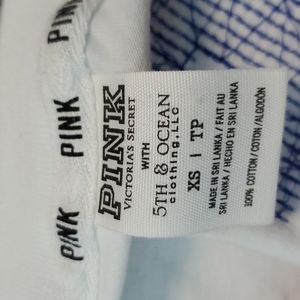 PINK
PINK
PINK
PINK
VICTORIA'S SECRET
WITH
5TH & OCEAN
clothing, LLC
XS | TP
MADE IN SRI LANKA / FAIT AU
SRI LANKA / HECHO EN SRI LANKA
100% COTTON / COTON / ALGODÓN